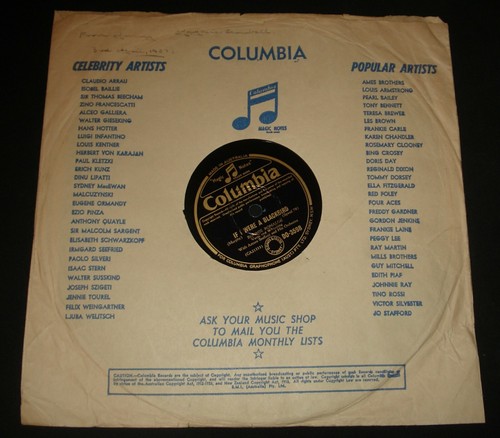 COLUMBIA
CELEBRITY ARTISTS
CLAUDIO ARRAU
ISOBEL BAILLIE
SIR THOMAS BEECHAM
ZINO FRANCESCATTI
ALCEO GALLIERA
WALTER GIESEKING
HANS HOTTER
LUIGI INFANTINO
LOUIS KENTNER
HERBERT VON KARAJAN
PAUL KLETZKI
ERICH KUNZ
DINU LIPATTI
SYDNEY MacEWAN
MALCUZYNSKI
EUGENE ORMANDY
EZIO PINZA
ANTHONY QUAYLE
SIR MALCOLM SARGENT
ELISABETH SCHWARZKOPF
IRMGARD SEEFRIED
PAOLO SILVERI
ISAAC STERN
WALTER SUSSKIND
JOSEPH SZIGETI
JENNIE TOUREL
FELIX WEINGARTNER
LJUBA WELITSCH
Columbia
MAGIC NOTES
Columbia
IF I WERE A BLACKBIRD
DO-3098
POPULAR ARTISTS
AMES BROTHERS
LOUIS ARMSTRONG
PEARL BAILEY
TONY BENNETT
TERESA BREWER
LES BROWN
FRANKIE CARLE
KAREN CHANDLER
ROSEMARY CLOONEY
BING CROSBY
DORIS DAY
REGINALD DIXON
TOMMY DORSEY
ELLA FITZGERALD
RED FOLEY
FOUR ACES
FREDDY GARDNER
GORDON JENKINS
FRANKIE LAINE
PEGGY LEE
RAY MARTIN
MILLS BROTHERS
GUY MITCHELL
EDITH PIAF
JOHNNIE RAY
TINO ROSSI
VICTOR SILVESTER
JO STAFFORD
ASK YOUR MUSIC SHOP
TO MAIL YOU THE
COLUMBIA MONTHLY LISTS